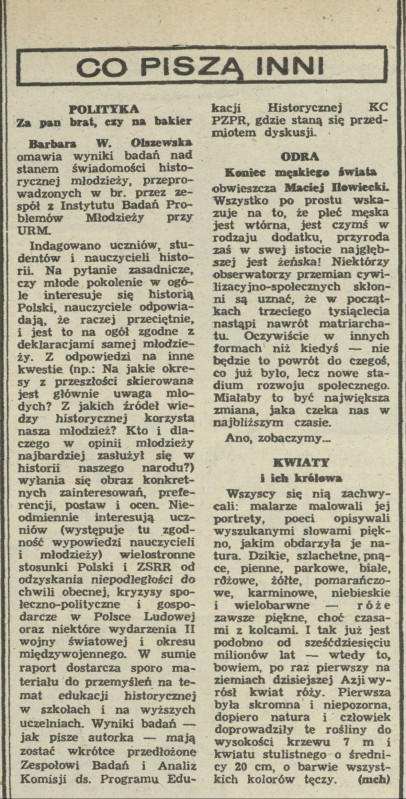 CO PISZĄ INNI
POLITYKA
Za pan brat, czy na bakier
Barbara W. Olszewska
omawia wyniki badań nad
stanem świadomości histo-
rycznej młodzieży, przepro-
wadzonych w br. przez ze-
spół z Instytutu Badań Pro-
blemów Młodzieży przy
URM.
Indagowano uczniów, stu-
dentów i nauczycieli histo-
rii. Na pytanie zasadnicze,
czy młode pokolenie w ogó-
le interesuje się historią
Polski, nauczyciele odpowia-
dają, że raczej przeciętnie,
i jest to na ogół zgodne z
deklaracjami samej młodzie-
ży. Z odpowiedzi na inne
kwestie (np.: Na jakie okre-
sy z przeszłości skierowana
jest głównie uwaga mło-
dych? Z jakich źródeł wie-
dzy historycznej korzysta
nasza młodzież? Kto i dla-
czego w opinii młodzieży
najbardziej zasłużył się w
historii naszego narodu?)
wyłania się obraz konkret-
nych zainteresowań, prefe-
rencji, postaw i ocen. Nie-
odmiennie interesują ucz-
niów (występuje tu zgod-
ność wypowiedzi nauczycieli
i młodzieży) wielostronne
stosunki Polski i ZSRR od
odzyskania niepodległości do
chwili obecnej, kryzysy spo-
łeczno-polityczne i gospo-
darcze w Polsce Ludowej
oraz niektóre wydarzenia II
wojny światowej i okresu
międzywojennego. W sumie
raport dostarcza sporo ma-
teriału do przemyśleń na te-
mat edukacji historycznej
w szkołach i na wyższych
uczelniach. Wyniki badań —
jak pisze autorka — mają
zostać wkrótce przedłożone
Zespołowi Badań i Analiz
Komisji ds. Programu Edu-
kacji Historycznej KC
PZPR, gdzie staną się przed-
miotem dyskusji.
ODRA
Koniec męskiego świata
obwieszcza Maciej Iłowiecki.
Wszystko po prostu wska-
zuje na to, że płeć męska
jest wtórna, jest czymś w
rodzaju dodatku, przyroda
zaś w swej istocie najgłęb-
szej jest żeńska! Niektórzy
obserwatorzy przemian cywi-
lizacyjno-społecznych skłon-
ni są uznać, że w począt-
kach trzeciego tysiąclecia
nastąpi nawrót matriarcha-
tu. Oczywiście w innych
formach niż kiedyś — nie
będzie to powrót do czegoś,
co już było, lecz nowe sta-
dium rozwoju społecznego.
Miałaby to być największa
zmiana, jaka czeka nas w
najbliższym czasie.
Ano, zobaczymy...
KWIATY
i ich królowa
Wszyscy się nią zachwy-
cali: malarze malowali jej
portrety, poeci opisywali
wyszukanymi słowami pięk-
no, jakim obdarzyła je na-
tura. Dzikie, szlachetne, pną-
ce, pienne, parkowe, białe,
różowe, żółte, pomarańczo-
we, karminowe, niebieskie
i wielobarwne — róże
zawsze piękne, choć czasa-
mi z kolcami. I tak już jest
podobno od sześćdziesięciu
milionów lat — wtedy to,
bowiem, po raz pierwszy na
ziemiach dzisiejszej Azji wy-
rósł kwiat róży. Pierwsza
była skromna i niepozorna,
dopiero natura i człowiek
doprowadziły te rośliny do
wysokości krzewu 7 m i
kwiatu stulistnego o średni-
cy 20 cm, o barwie wszyst-
kich kolorów tęczy. (mch)